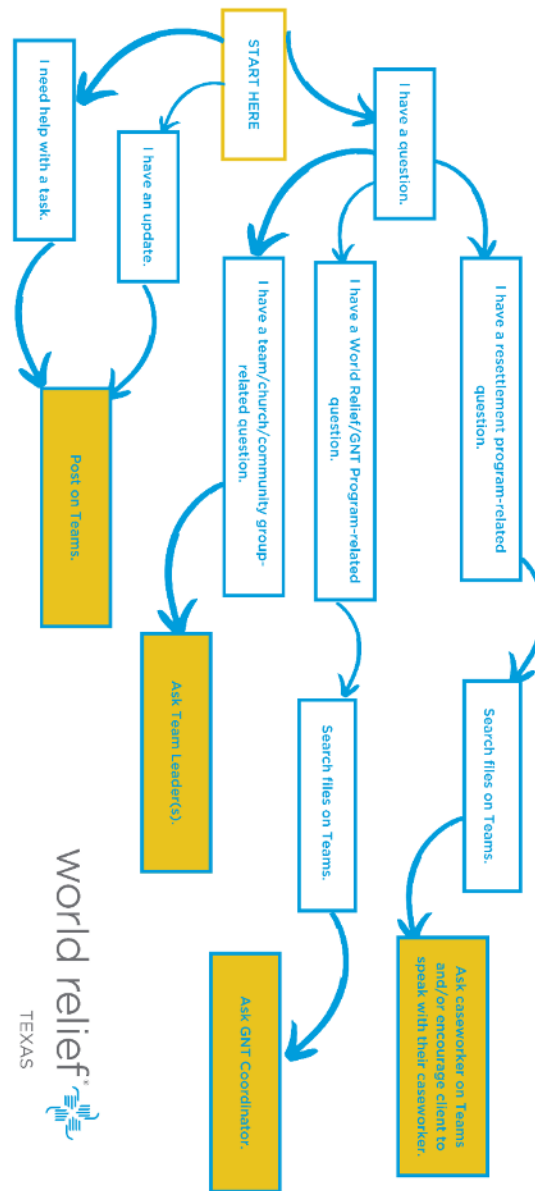 START HERE
I have a question.
I have an update.
I need help with a task.
I have a resettlement program-related
question.
I have a World Relief/GNT Program-related
question.
I have a team/church/community group-
related question.
Search files on Teams.
Search files on Teams.
Post on Teams.
Ask Team Leader(s).
Ask GNT Coordinator.
Ask caseworker on Teams
and/or encourage client to
speak with their caseworker.
world relief®
TEXAS